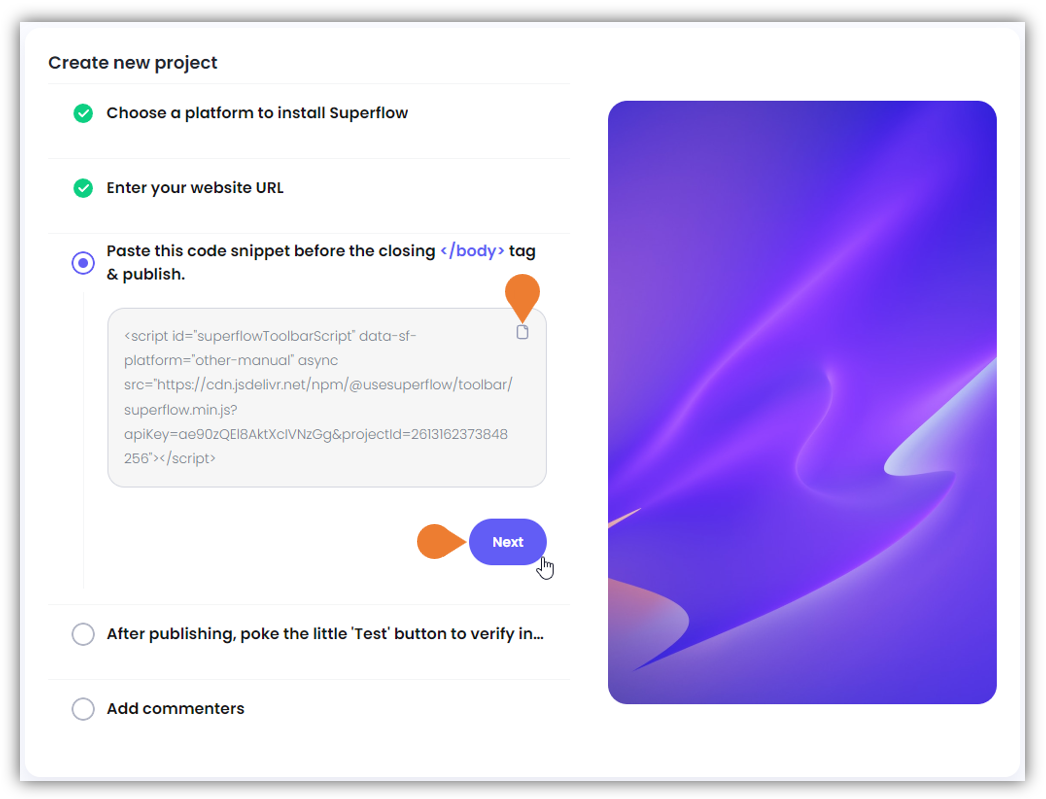 Create new project
Choose a platform to install Superflow
Enter your website URL
Paste this code snippet before the closing </body> tag
& publish.
<script id="superflowToolbarScript" data-sf-
platform="other-manual" async
src="https://cdn.jsdelivr.net/npm/@usesuperflow/toolbar/
superflow.min.js?
apiKey=ae90zQEl8AktXclVNzGg&projectId=2613162373848
256"></script>
Next
After publishing, poke the little 'Test' button to verify in...
Add commenters